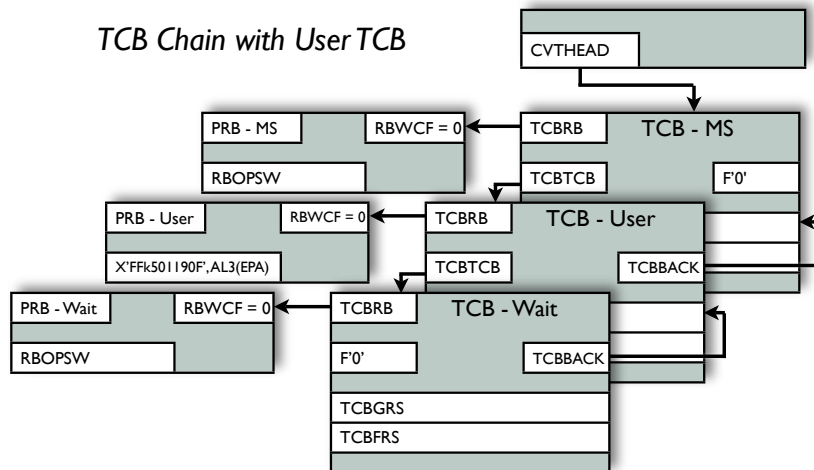 TCB Chain with User TCB
CVTHEAD
PRB - MS
RBWCF = 0
TCBRB
TCB - MS
RBOPSW
TCBTCB
F'0'
PRB - User
RBWCF = 0
TCBRB
TCB - User
X'FFk501190F',AL3(EPA)
TCBTCB
TCBBACK
PRB - Wait
RBWCF = 0
TCBRB
TCB - Wait
RBOPSW
F'0'
TCBBACK
TCBGRS
TCBFRS